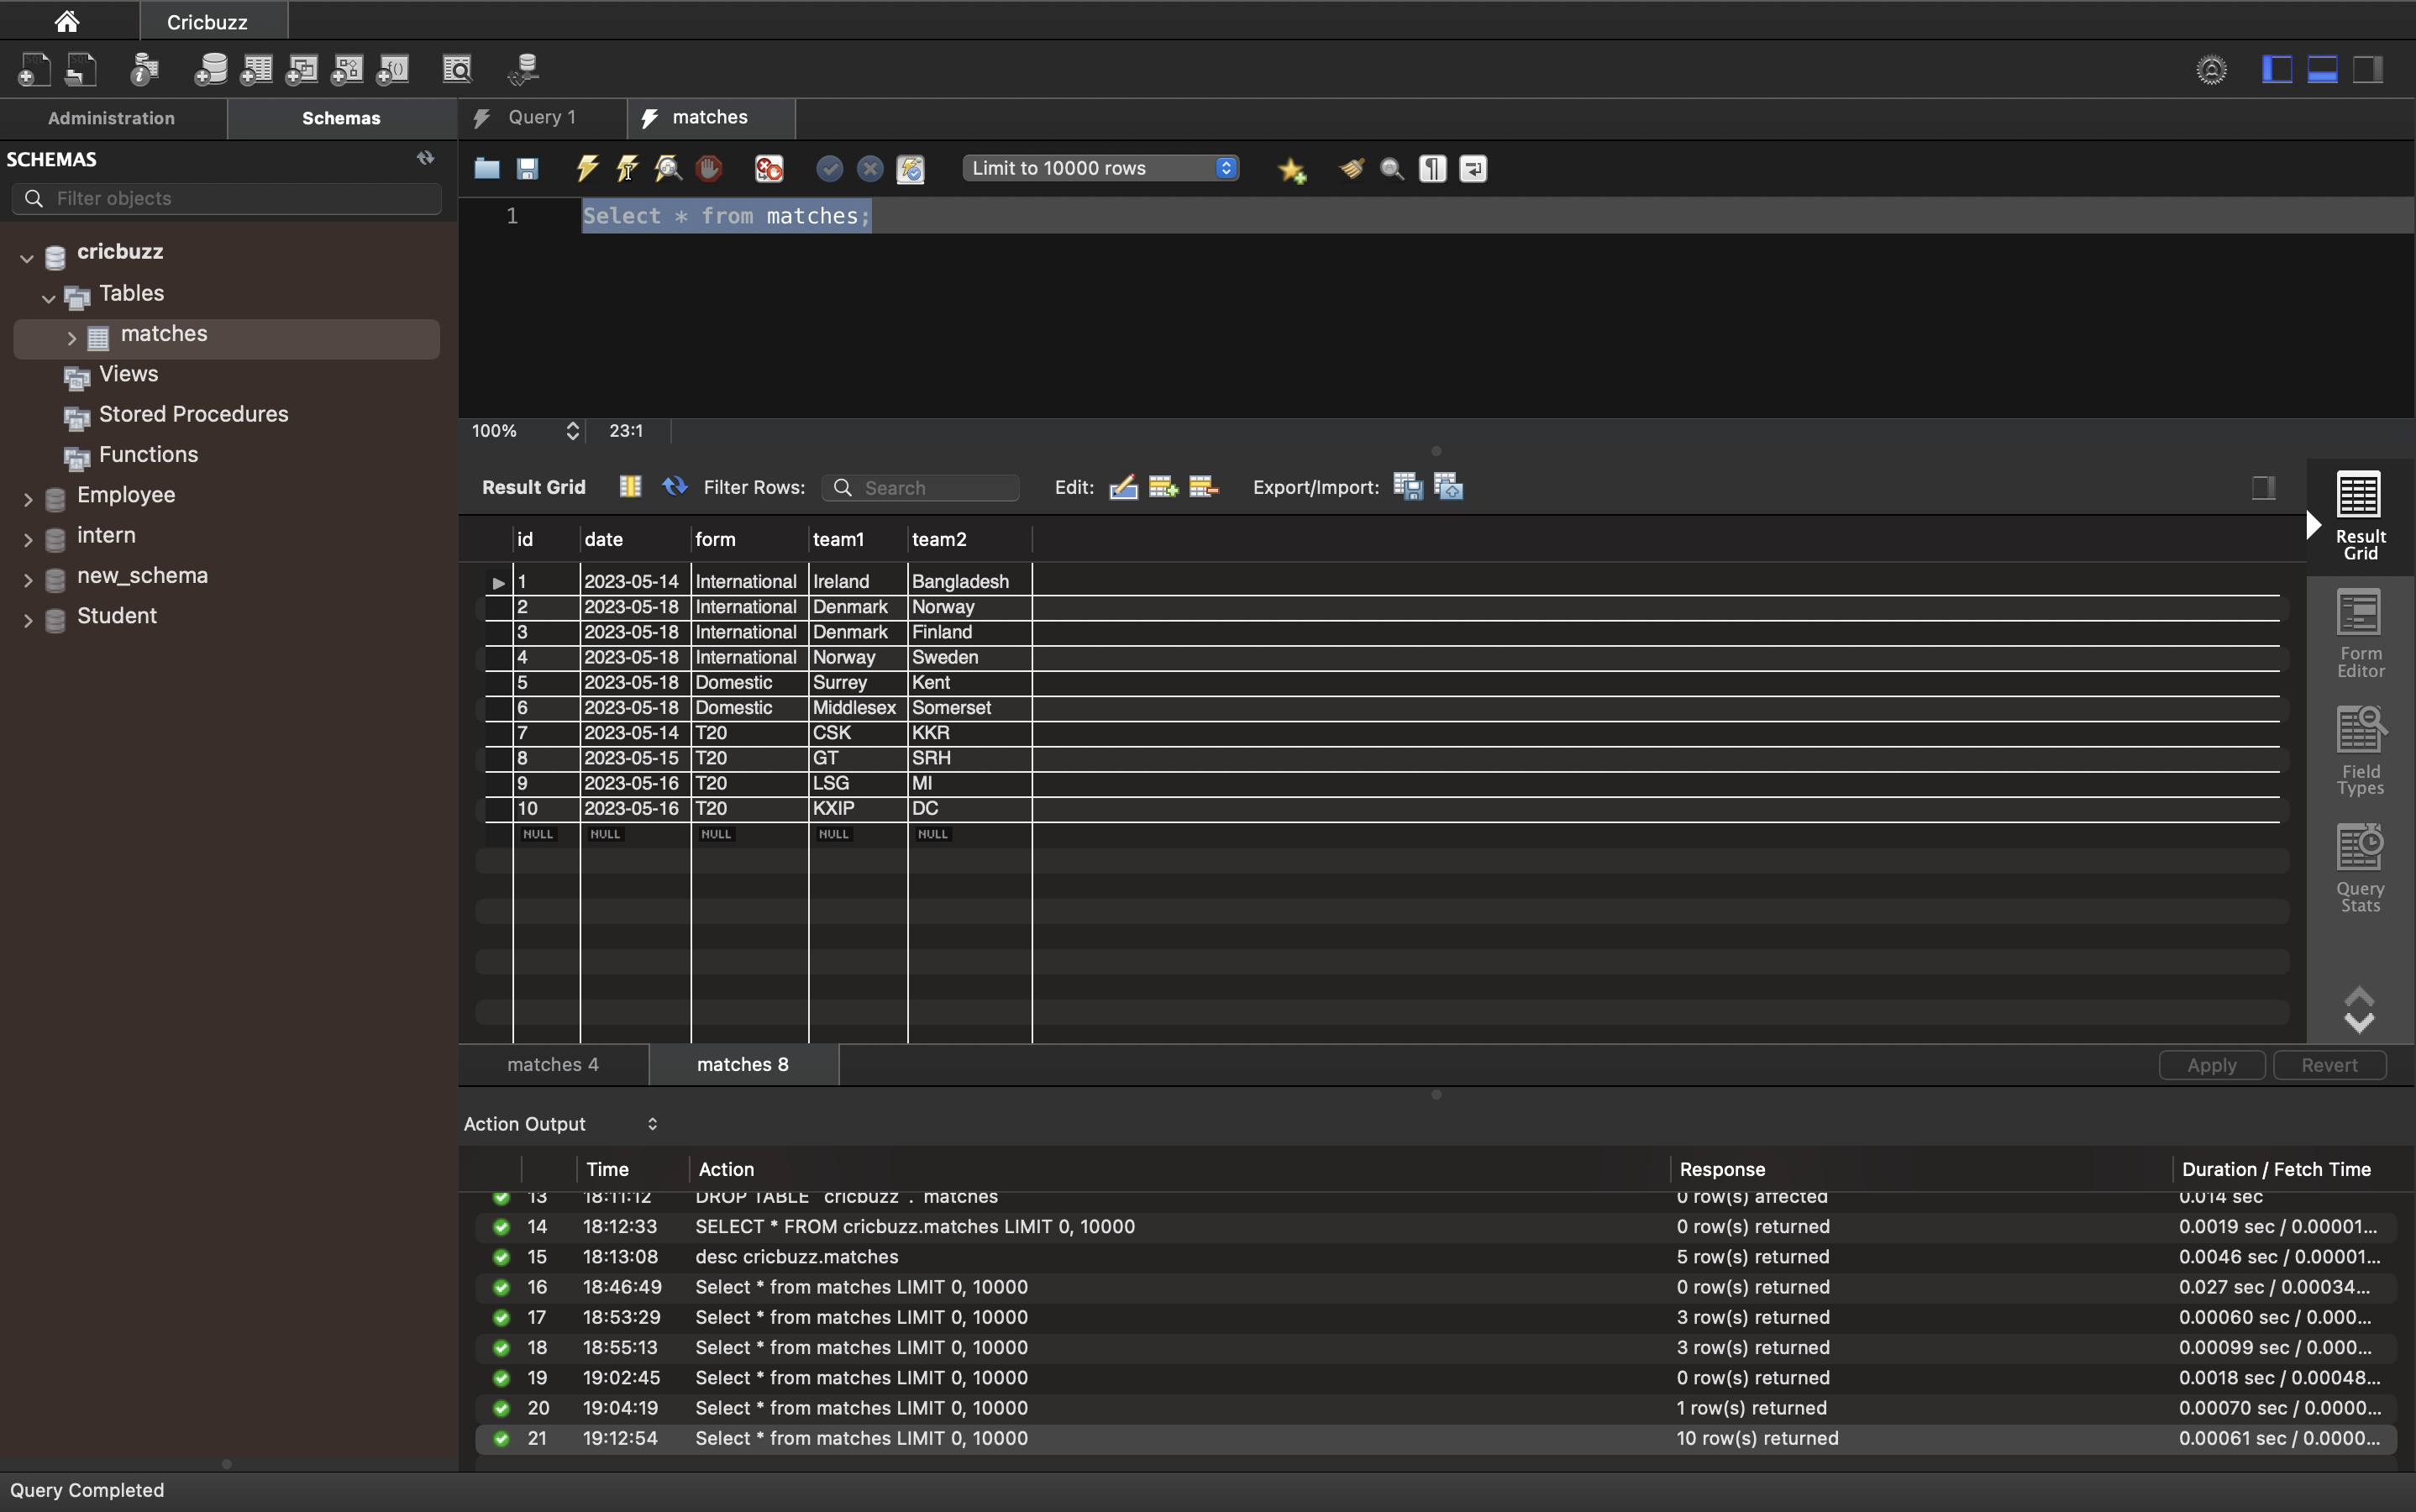 Cricbuzz
Administration
Schemas
Query 1
matches
SCHEMAS
Filter objects
Limit to 10000 rows
1
Select * from matches;
cricbuzz
Tables
matches
Views
Stored Procedures
Functions
Employee
intern
new_schema
Student
100%
23:1
Result Grid
Filter Rows:
Search
Edit:
Export/Import:
id date form team1 team2
1 2023-05-14 International Ireland Bangladesh
2 2023-05-18 International Denmark Norway
3 2023-05-18 International Denmark Finland
4 2023-05-18 International Norway Sweden
5 2023-05-18 Domestic Surrey Kent
6 2023-05-18 Domestic Middlesex Somerset
7 2023-05-14 T20 CSK KKR
8 2023-05-15 T20 GT SRH
9 2023-05-16 T20 LSG MI
10 2023-05-16 T20 KXIP DC
NULL NULL NULL NULL NULL
Result
Grid
Form
Editor
Field
Types
Query
Stats
matches 4
matches 8
Apply
Revert
Action Output
Time Action Response Duration / Fetch Time
13 18:11:12 DROP TABLE `cricbuzz`.`matches` 0 row(s) affected 0.014 sec
14 18:12:33 SELECT * FROM cricbuzz.matches LIMIT 0, 10000 0 row(s) returned 0.0019 sec / 0.00001...
15 18:13:08 desc cricbuzz.matches 5 row(s) returned 0.0046 sec / 0.00001...
16 18:46:49 Select * from matches LIMIT 0, 10000 0 row(s) returned 0.027 sec / 0.00034...
17 18:53:29 Select * from matches LIMIT 0, 10000 3 row(s) returned 0.00060 sec / 0.000...
18 18:55:13 Select * from matches LIMIT 0, 10000 3 row(s) returned 0.00099 sec / 0.000...
19 19:02:45 Select * from matches LIMIT 0, 10000 0 row(s) returned 0.0018 sec / 0.00048...
20 19:04:19 Select * from matches LIMIT 0, 10000 1 row(s) returned 0.00070 sec / 0.0000...
21 19:12:54 Select * from matches LIMIT 0, 10000 10 row(s) returned 0.00061 sec / 0.0000...
Query Completed